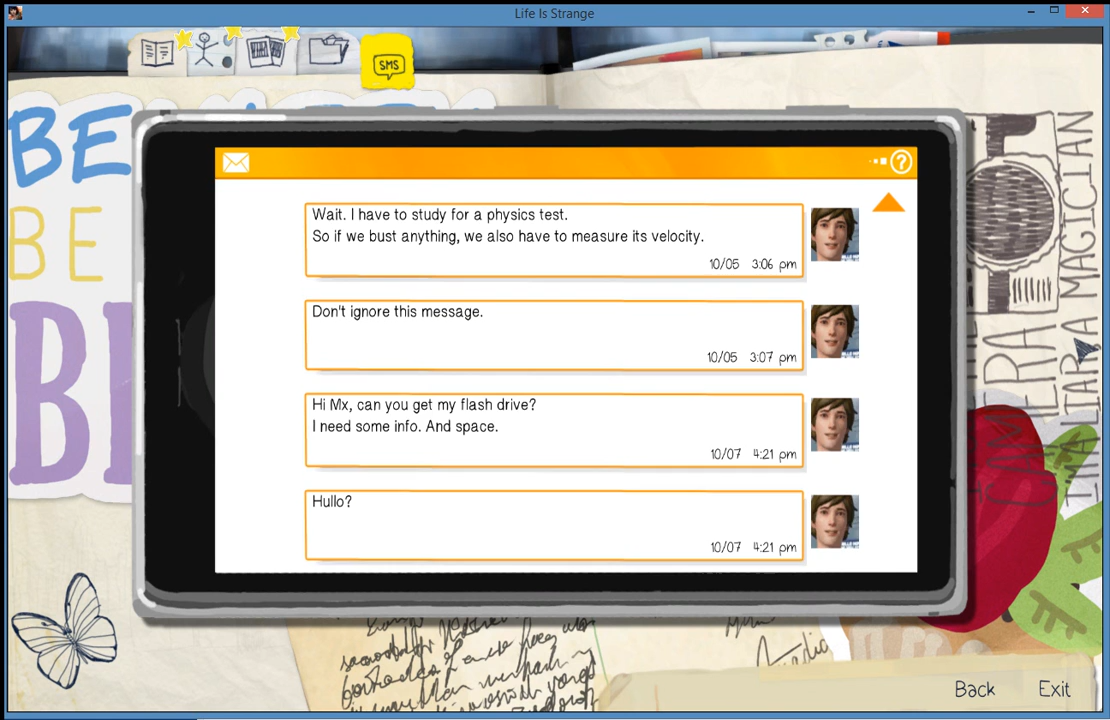 Life Is Strange
SMS
BE
BE
Wait. I have to study for a physics test.
So if we bust anything, we also have to measure its velocity.
10/05 3:06 pm
Don't ignore this message.
10/05 3:07 pm
Hi Mx, can you get my flash drive?
I need some info. And space.
10/07 4:21 pm
Hullo?
10/07 4:21 pm
CAMERA
I'M A LIAR A MAGICIAN
Back
Exit